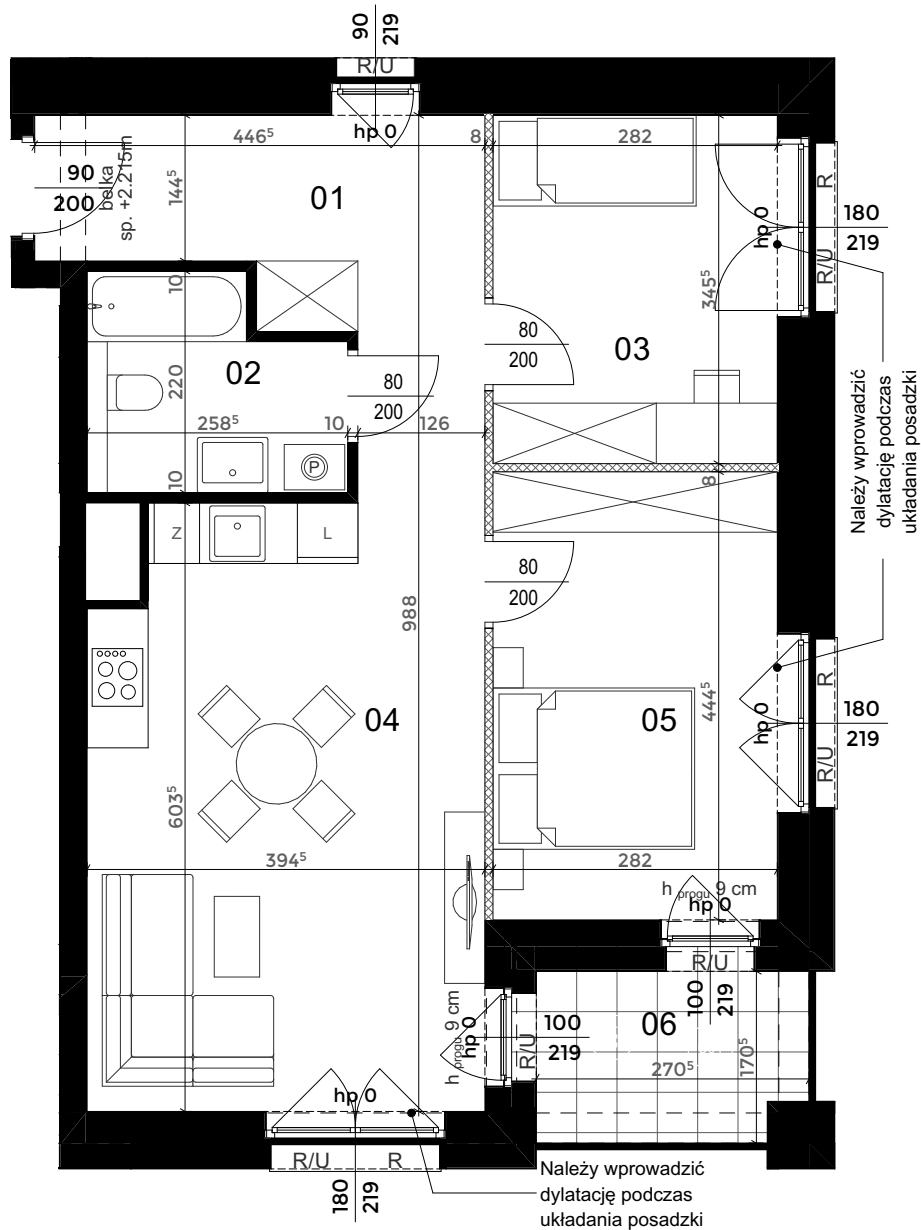 90
219
R/U
hp 0
446⁵
8
282
90
200
belka
sp. +2.215m
144⁵
01
R
hp 0
180
219
R/U
345⁵
10
80
200
03
02
220
80
200
258⁵
10
126
P
10
8
Należy wprowadzić
dylatację podczas
układania posadzki
Z
L
80
200
988
04
05
444⁵
R
hp 0
180
219
R/U
603⁵
394⁵
282
h progu 9 cm
hp 0
R/U
100
219
h progu 9 cm
hp 0
100
219
R/U
06
270⁵
170⁵
hp 0
R/U
R
180
219
Należy wprowadzić
dylatację podczas
układania posadzki